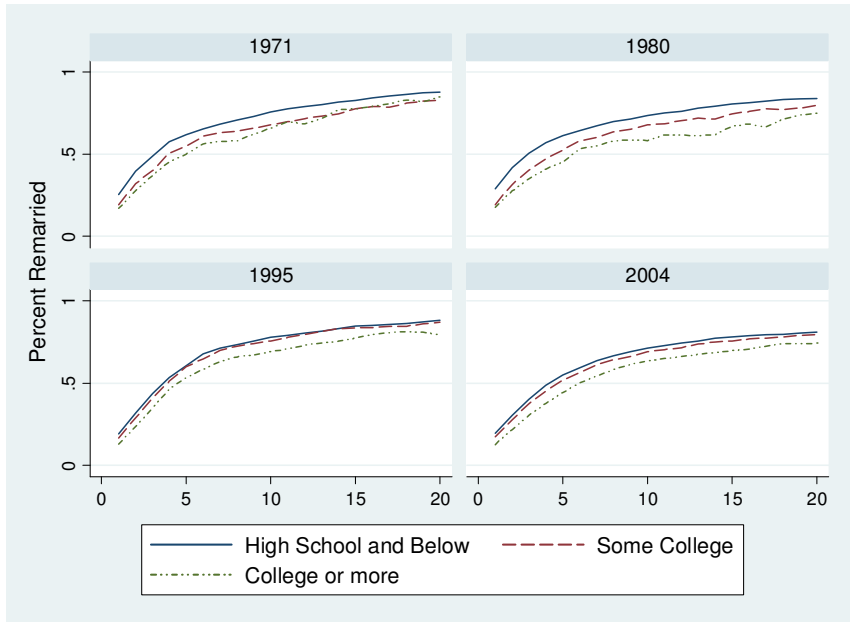 1971
1980
Percent Remarried
1
.5
0
1995
2004
1
.5
0
0 5 10 15 20
0 5 10 15 20
High School and Below
Some College
College or more